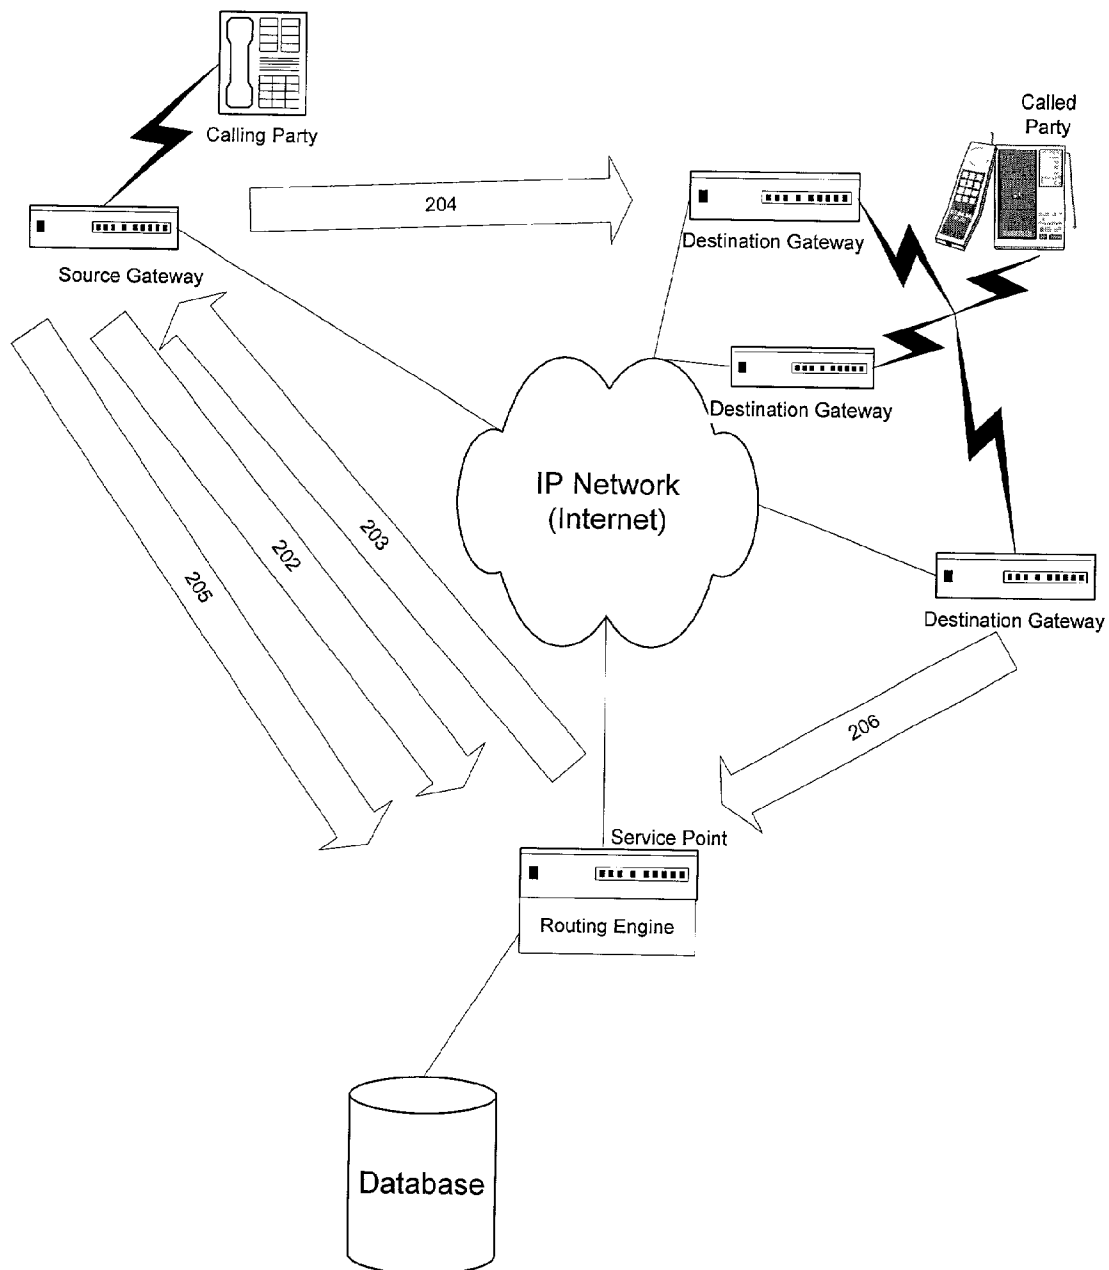 Calling Party
Called
Party
204
Source Gateway
Destination Gateway
Destination Gateway
IP Network
(Internet)
203
202
205
Destination Gateway
206
Service Point
Routing Engine
Database